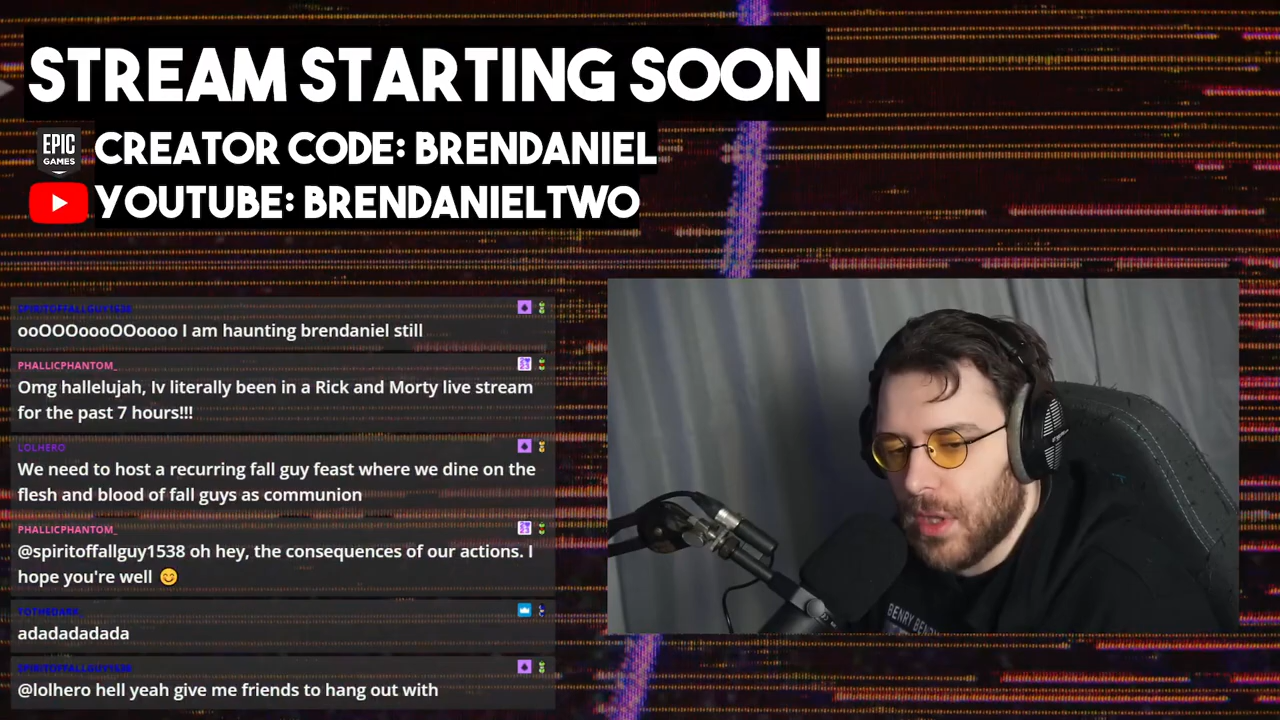 STREAM STARTING SOON
EPIC
GAMES
CREATOR CODE: BRENDANIEL
YOUTUBE: BRENDANIELTWO
SPIRITOFFALLGUY1538
ooOOOoooOOoooo I am haunting brendaniel still
PHALLICPHANTOM_
Omg hallelujah, Iv literally been in a Rick and Morty live stream
for the past 7 hours!!!
LOLHERO
We need to host a recurring fall guy feast where we dine on the
flesh and blood of fall guys as communion
PHALLICPHANTOM_
@spiritoffallguy1538 oh hey, the consequences of our actions. I
hope you're well 😊
adadadadada
SPIRITOFFALLGUY1538
@lolhero hell yeah give me friends to hang out with
BENRY